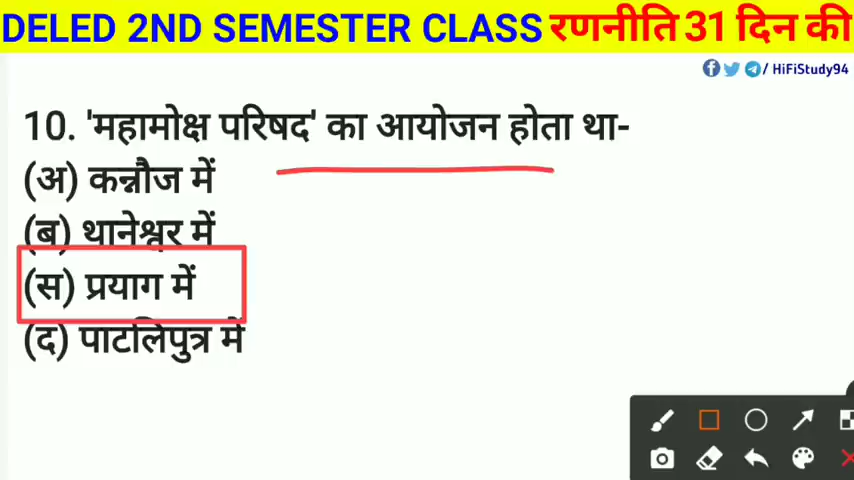 DELED 2ND SEMESTER CLASS रणनीति 31 दिन की
/ HiFiStudy94
10. 'महामोक्ष परिषद' का आयोजन होता था-
(अ) कन्नौज में
(ब) थानेश्वर में
(स) प्रयाग में
(द) पाटलिपुत्र में